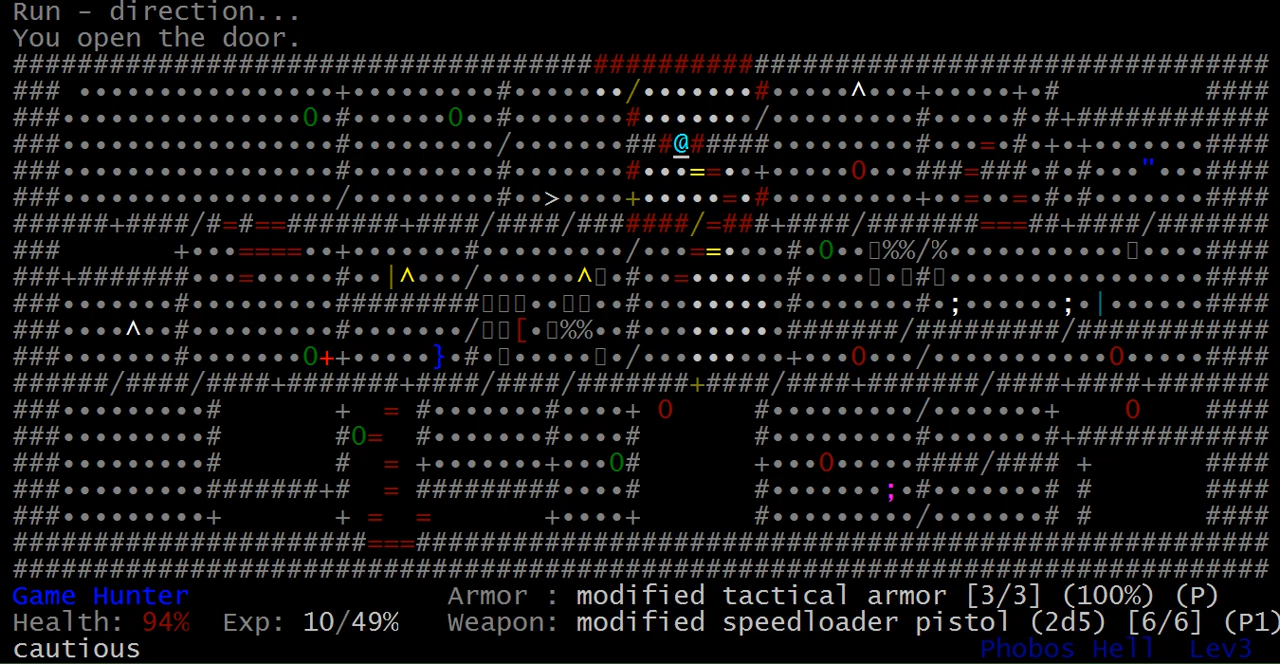 Run - direction...
You open the door.
Game Hunter Armor : modified tactical armor [3/3] (100%) (P)
Health: 94% Exp: 10/49% Weapon: modified speedloader pistol (2d5) [6/6] (P1)
cautious Phobos Hell Lev3